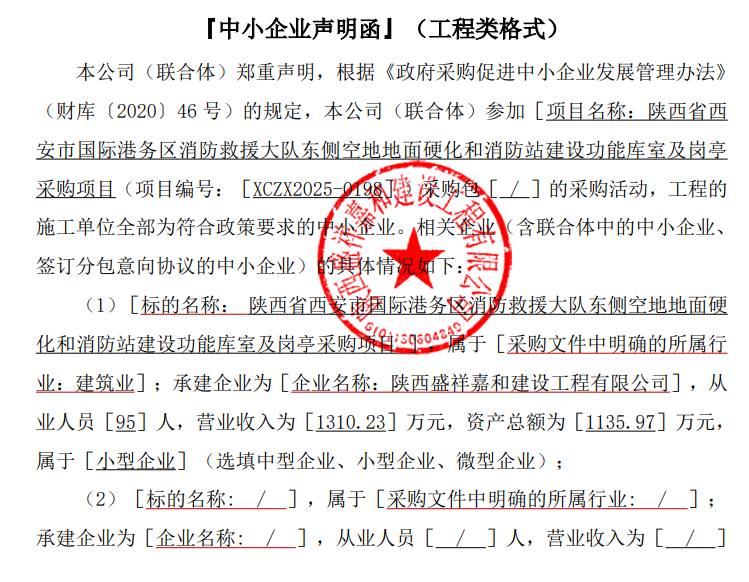 『中小企业声明函』（工程类格式）
本公司（联合体）郑重声明，根据《政府采购促进中小企业发展管理办法》
（财库〔2020〕46 号）的规定，本公司（联合体）参加［项目名称：陕西省西
安市国际港务区消防救援大队东侧空地地面硬化和消防站建设功能库室及岗亭
采购项目（项目编号：［XCZX2025-0198］）采购包［ / ］的采购活动，工程的
施工单位全部为符合政策要求的中小企业。相关企业（含联合体中的中小企业、
签订分包意向协议的中小企业）的具体情况如下：
（1）［标的名称： 陕西省西安市国际港务区消防救援大队东侧空地地面硬
化和消防站建设功能库室及岗亭采购项目 ］，属于［采购文件中明确的所属行
业：建筑业］；承建企业为［企业名称：陕西盛祥嘉和建设工程有限公司］，从
业人员［95］人，营业收入为［1310.23］万元，资产总额为［1135.97］万元，
属于［小型企业］（选填中型企业、小型企业、微型企业）；
（2）［标的名称: / ］，属于［采购文件中明确的所属行业: / ］；
承建企业为［企业名称: / ］，从业人员［ / ］人，营业收入为［ / ］
陕西盛祥嘉和建设工程有限公司